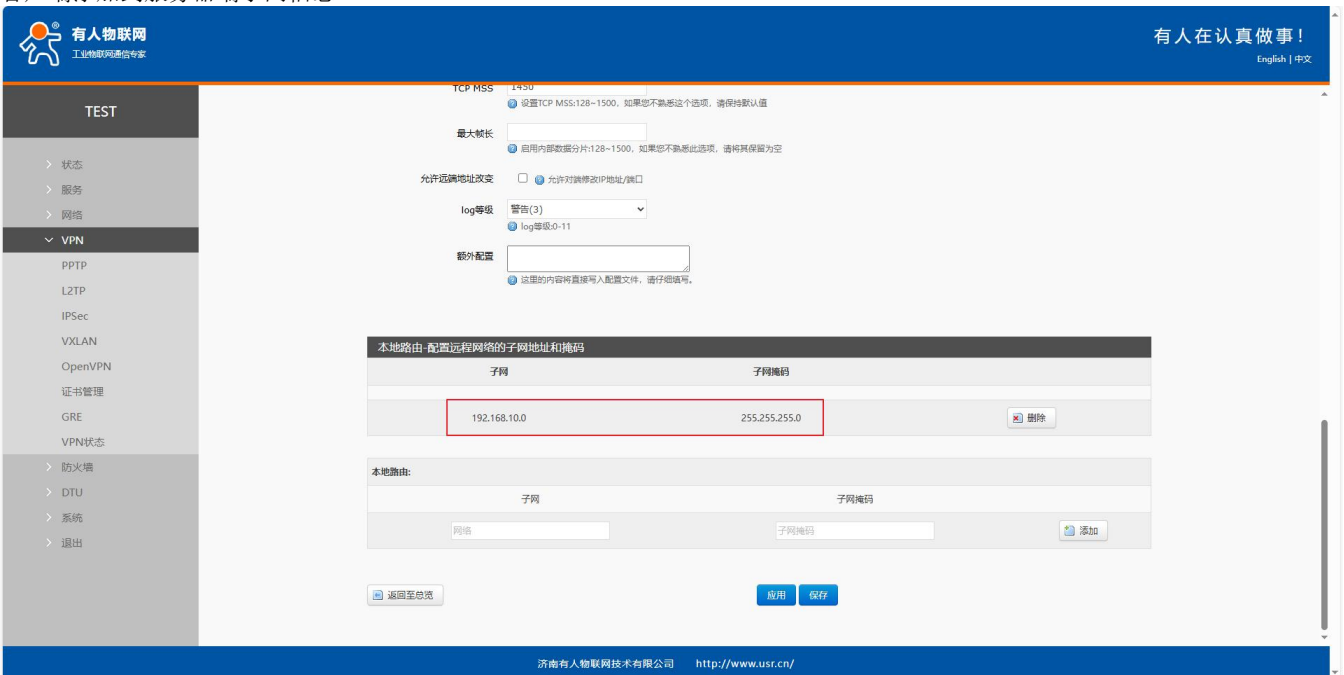 有人物联网
®
工业物联网通信专家
有人在认真做事！
English | 中文
TEST
状态
服务
网络
VPN
PPTP
L2TP
IPSec
VXLAN
OpenVPN
证书管理
GRE
VPN状态
防火墙
DTU
系统
退出
TCP MSS 1450
设置TCP MSS:128~1500，如果您不熟悉这个选项，请保持默认值
最大帧长
启用内部数据分片:128~1500，如果您不熟悉此选项，请将其保留为空
允许远端地址改变 允许对端修改IP地址/端口
log等级 警告(3)
log等级:0-11
额外配置
这里的内容将直接写入配置文件，请仔细填写。
本地路由-配置远程网络的子网地址和掩码
子网 子网掩码
192.168.10.0 255.255.255.0 删除
本地路由:
子网 子网掩码
网络 子网掩码 添加
返回至总览 应用 保存
济南有人物联网技术有限公司 http://www.usr.cn/